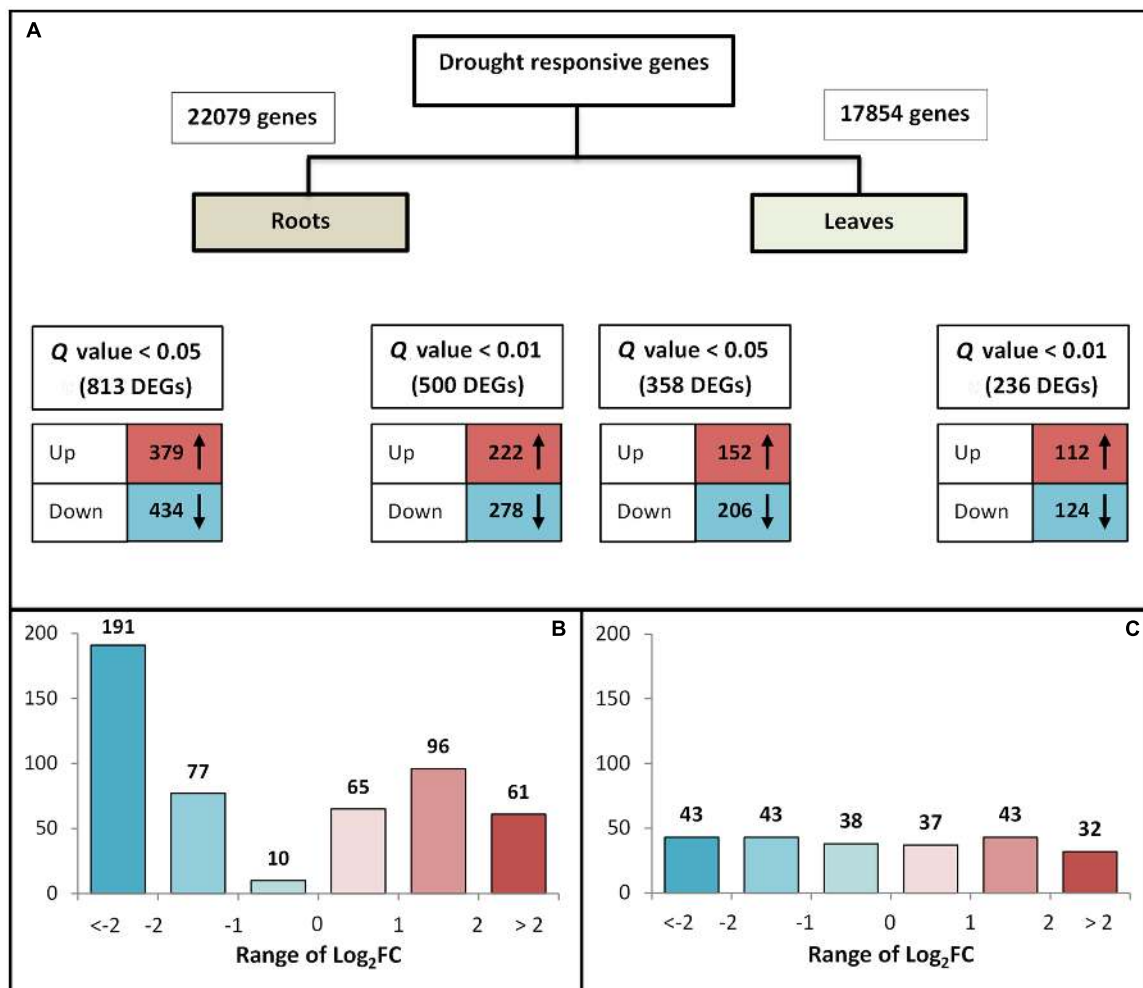 A
Drought responsive genes
22079 genes
17854 genes
Roots
Leaves
Q value < 0.05
(813 DEGs)
Up 379
Down 434
Q value < 0.01
(500 DEGs)
Up 222
Down 278
Q value < 0.05
(358 DEGs)
Up 152
Down 206
Q value < 0.01
(236 DEGs)
Up 112
Down 124
B
200
150
100
50
0
191
77
10
65
96
61
<-2 -2 -1 0 1 2 > 2
Range of Log₂FC
C
200
150
100
50
0
43
43
38
37
43
32
<-2 -2 -1 0 1 2 > 2
Range of Log₂FC